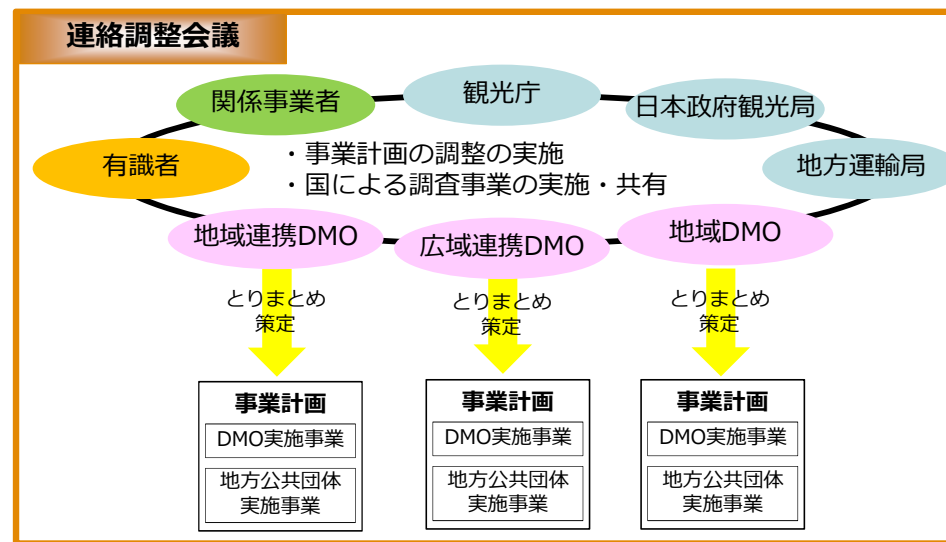 連絡調整会議
関係事業者
観光庁
日本政府観光局
有識者
・事業計画の調整の実施
・国による調査事業の実施・共有
地方運輸局
地域連携DMO
広域連携DMO
地域DMO
とりまとめ
策定
とりまとめ
策定
とりまとめ
策定
事業計画
DMO実施事業
地方公共団体
実施事業
事業計画
DMO実施事業
地方公共団体
実施事業
事業計画
DMO実施事業
地方公共団体
実施事業